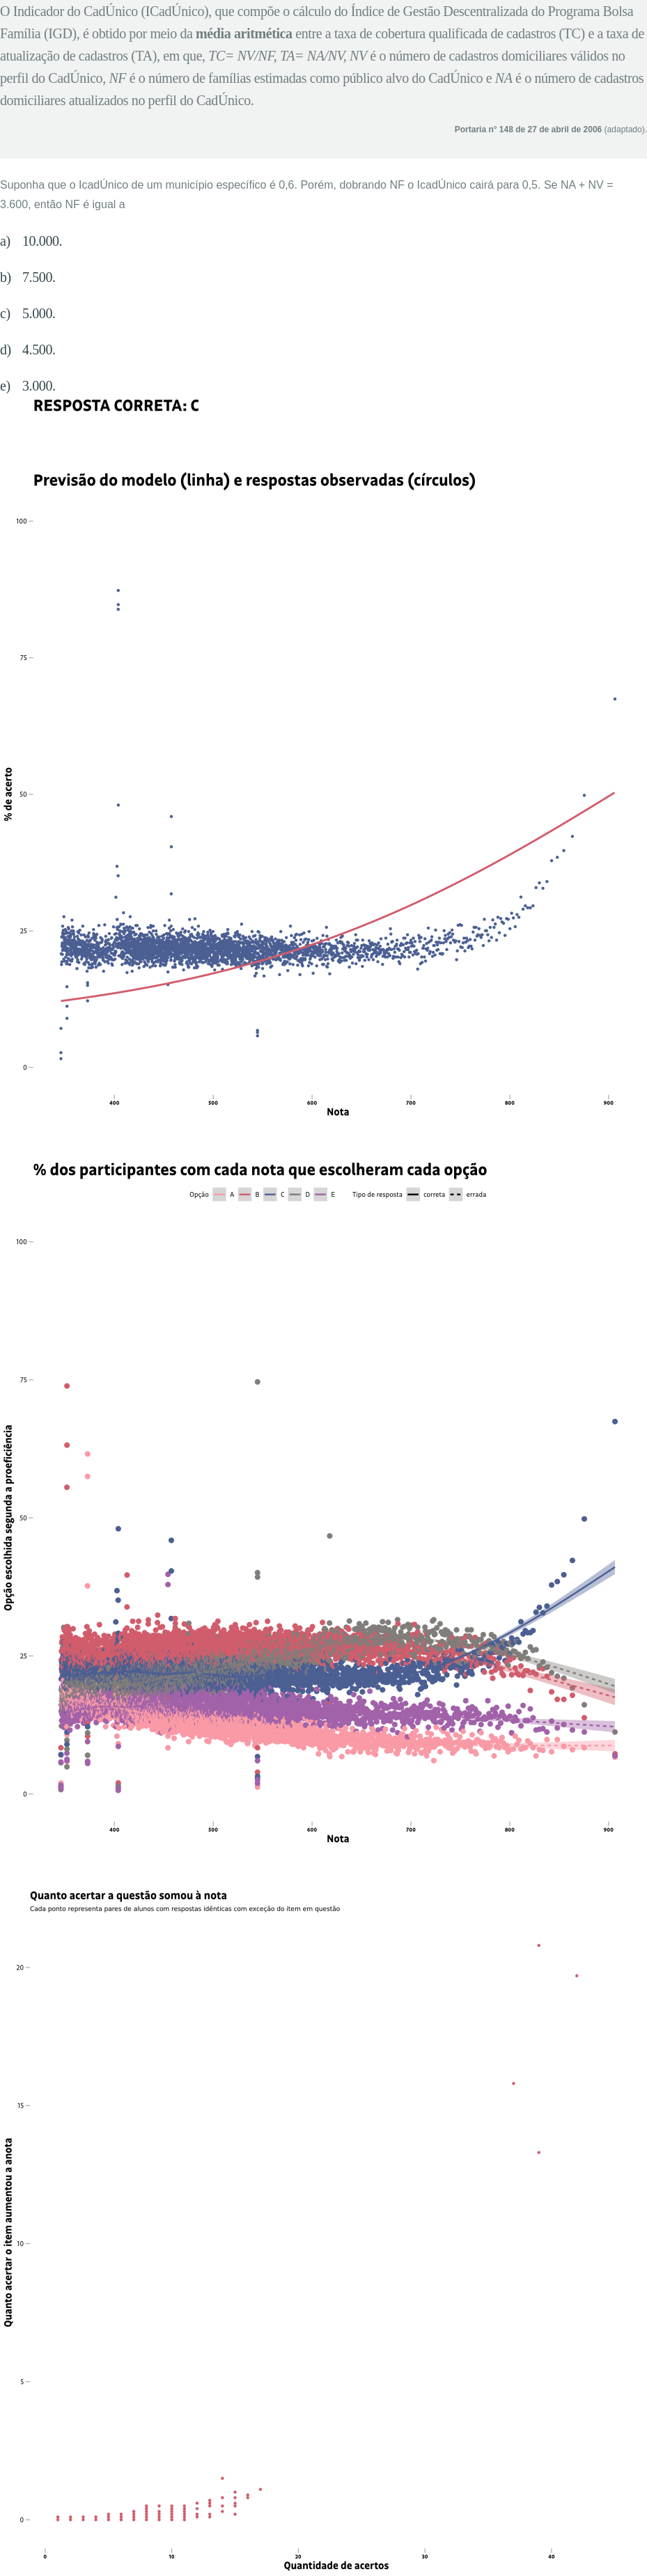 O Indicador do CadÚnico (ICadÚnico), que compõe o cálculo do Índice de Gestão Descentralizada do Programa Bolsa
Família (IGD), é obtido por meio da média aritmética entre a taxa de cobertura qualificada de cadastros (TC) e a taxa de
atualização de cadastros (TA), em que, TC= NV/NF, TA= NA/NV, NV é o número de cadastros domiciliares válidos no
perfil do CadÚnico, NF é o número de famílias estimadas como público alvo do CadÚnico e NA é o número de cadastros
domiciliares atualizados no perfil do CadÚnico.
Portaria n° 148 de 27 de abril de 2006 (adaptado).
Suponha que o IcadÚnico de um município específico é 0,6. Porém, dobrando NF o IcadÚnico cairá para 0,5. Se NA + NV =
3.600, então NF é igual a
a) 10.000.
b) 7.500.
c) 5.000.
d) 4.500.
e) 3.000.
RESPOSTA CORRETA: C
Previsão do modelo (linha) e respostas observadas (círculos)
100
75
50
25
0
% de acerto
400 500 600 700 800 900
Nota
% dos participantes com cada nota que escolheram cada opção
Opção A B C D E Tipo de resposta correta errada
100
75
50
25
0
Opção escolhida segunda a proeficiência
400 500 600 700 800 900
Nota
Quanto acertar a questão somou à nota
Cada ponto representa pares de alunos com respostas idênticas com exceção do item em questão
20
15
10
5
0
Quanto acertar o item aumentou a anota
0 10 20 30 40
Quantidade de acertos